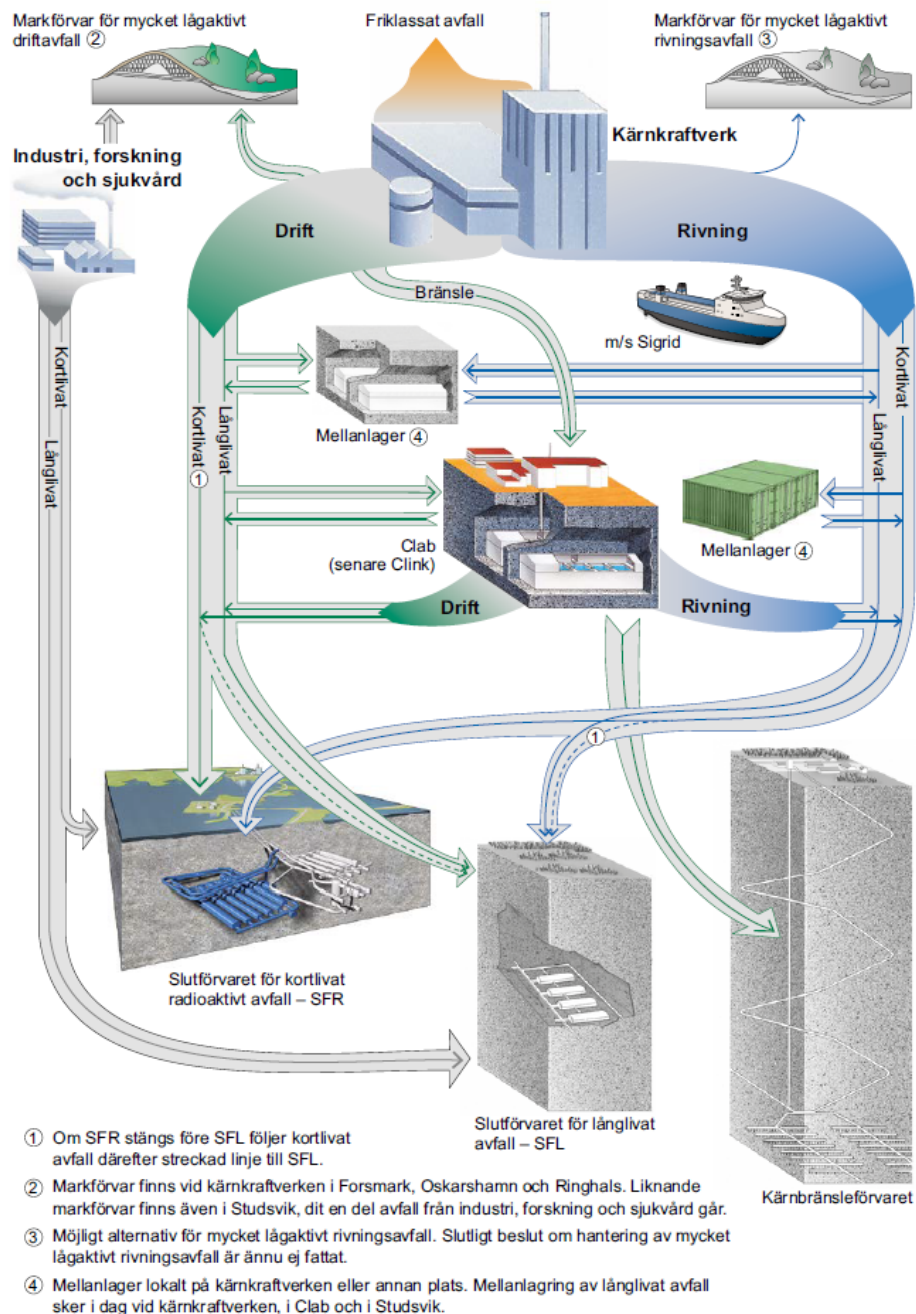 Markförvar för mycket lågaktivt
driftavfall ②
Friklassat avfall
Markförvar för mycket lågaktivt
rivningsavfall ③
Kärnkraftverk
Industri, forskning
och sjukvård
Drift
Rivning
Bränsle
m/s Sigrid
Kortlivat
Långlivat
Kortlivat ①
Långlivat
Kortlivat
Långlivat
Mellanlager ④
Clab
(senare Clink)
Mellanlager ④
Drift
Rivning
①
Slutförvaret för kortlivat
radioaktivt avfall – SFR
Slutförvaret för långlivat
avfall – SFL
Kärnbränsleförvaret
① Om SFR stängs före SFL följer kortlivat
avfall därefter streckad linje till SFL.
② Markförvar finns vid kärnkraftverken i Forsmark, Oskarshamn och Ringhals. Liknande
markförvar finns även i Studsvik, dit en del avfall från industri, forskning och sjukvård går.
③ Möjligt alternativ för mycket lågaktivt rivningsavfall. Slutligt beslut om hantering av mycket
lågaktivt rivningsavfall är ännu ej fattat.
④ Mellanlager lokalt på kärnkraftverken eller annan plats. Mellanlagring av långlivat avfall
sker i dag vid kärnkraftverken, i Clab och i Studsvik.